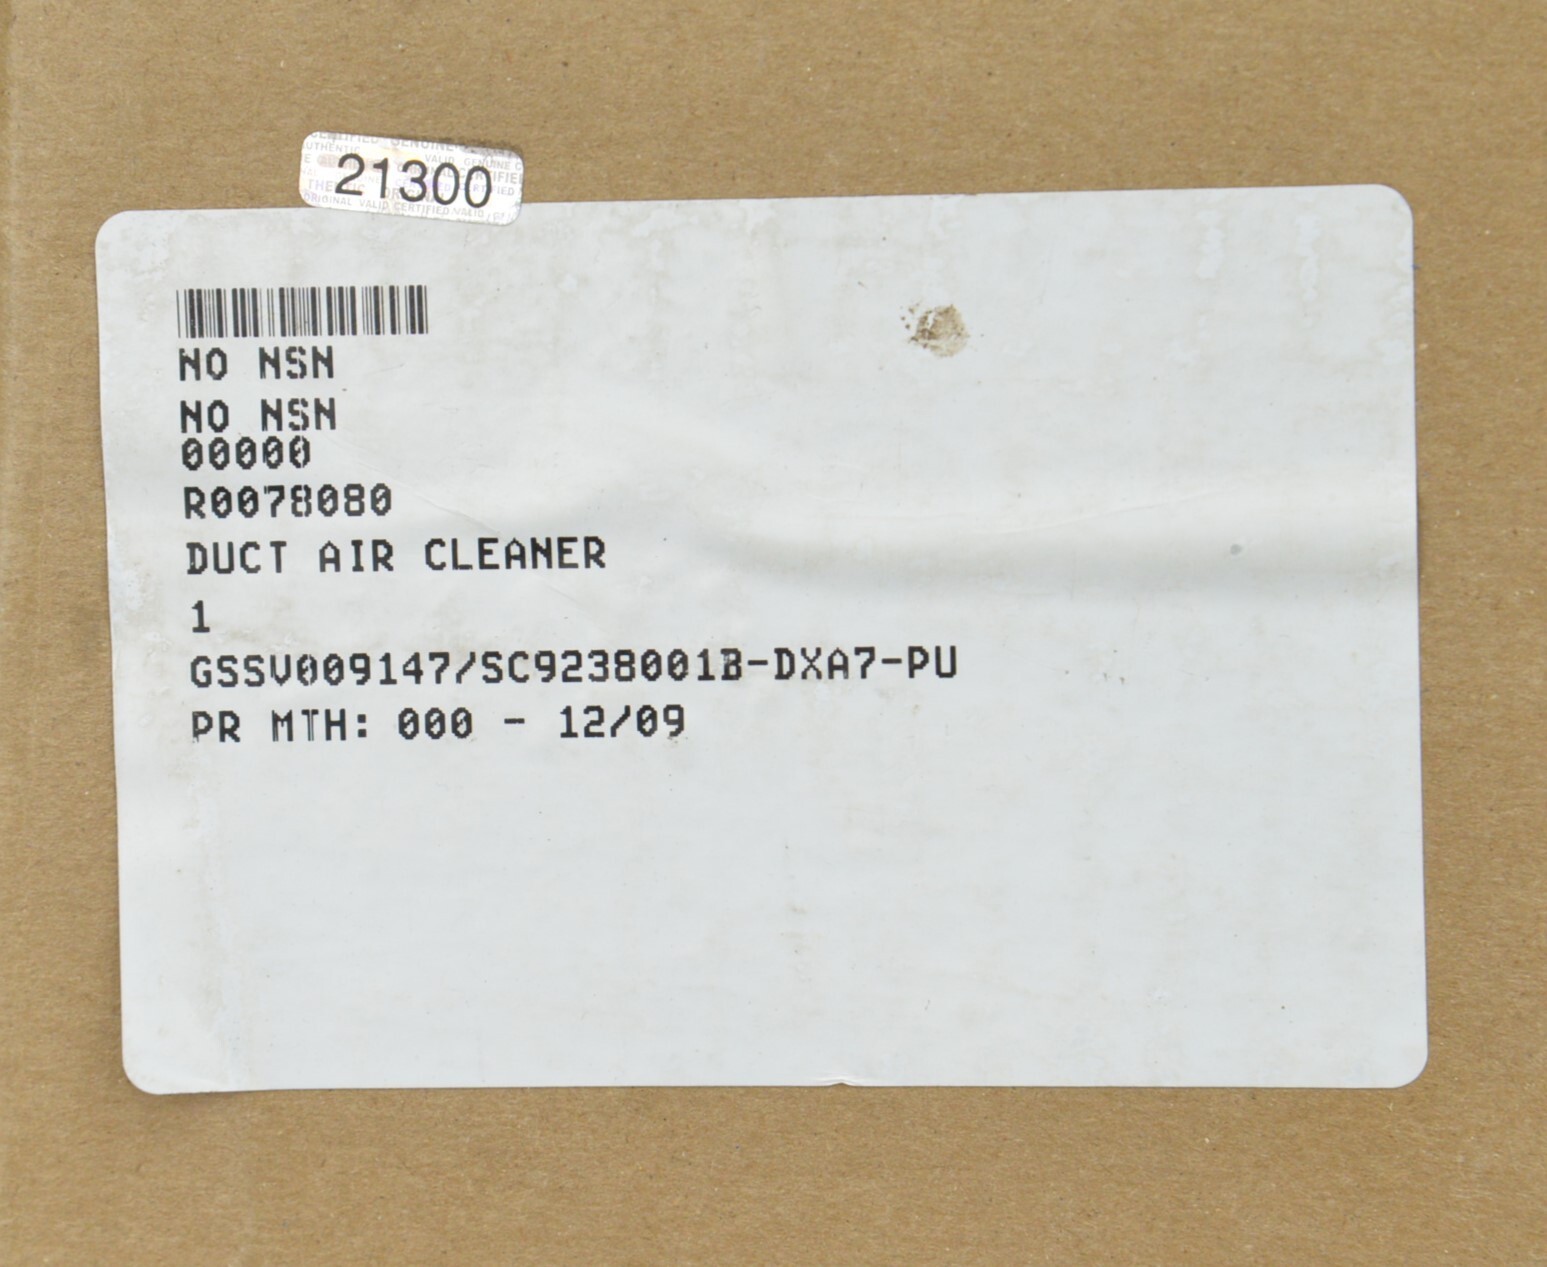 21300
NO NSN
NO NSN
00000
R0078080
DUCT AIR CLEANER
1
GSSV009147/SC9238001B-DXA7-PU
PR MTH: 000 - 12/09